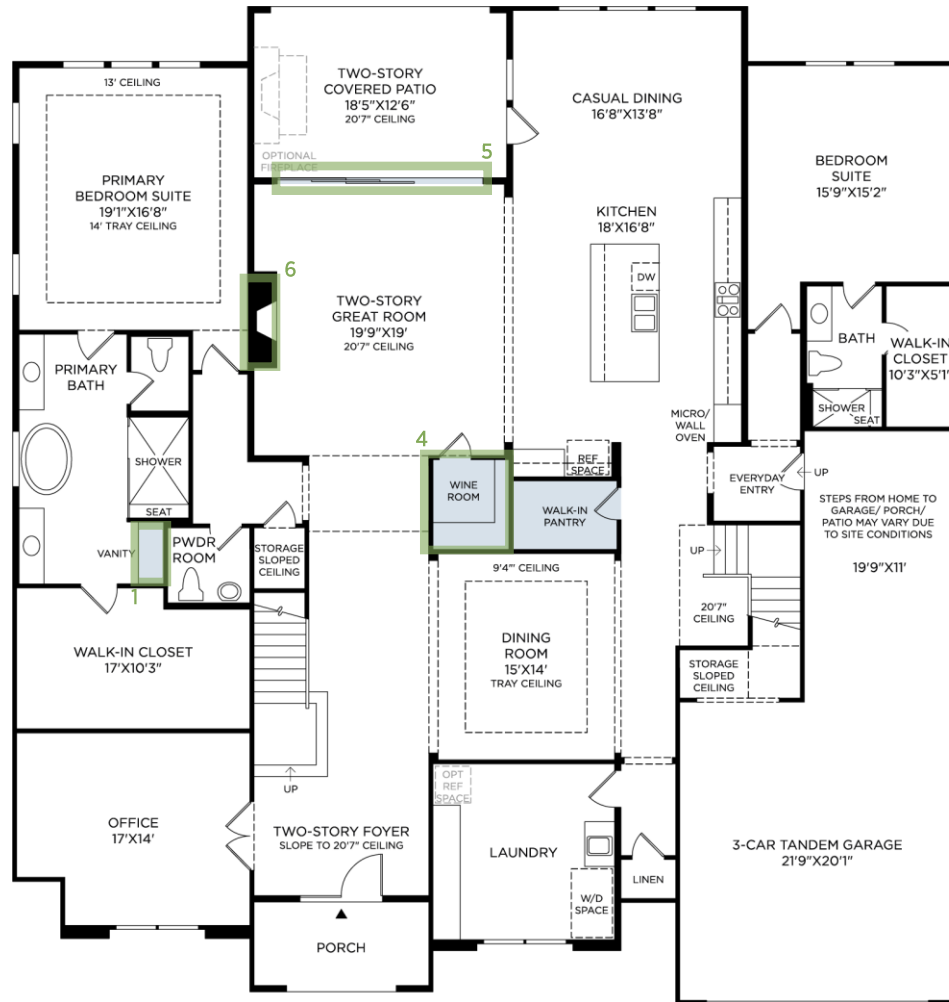 13' CEILING
PRIMARY
BEDROOM SUITE
19'1"X16'8"
14' TRAY CEILING
TWO-STORY
COVERED PATIO
18'5"X12'6"
20'7" CEILING
OPTIONAL
FIREPLACE
5
CASUAL DINING
16'8"X13'8"
BEDROOM
SUITE
15'9"X15'2"
KITCHEN
18'X16'8"
DW
6
TWO-STORY
GREAT ROOM
19'9"X19'
20'7" CEILING
PRIMARY
BATH
SHOWER
SEAT
VANITY
1
PWDR
ROOM
STORAGE
SLOPED
CEILING
4
WINE
ROOM
REF
SPACE
WALK-IN
PANTRY
MICRO/
WALL
OVEN
BATH
SHOWER
SEAT
WALK-IN
CLOSET
10'3"X5'1"
EVERYDAY
ENTRY
UP
STEPS FROM HOME TO
GARAGE/ PORCH/
PATIO MAY VARY DUE
TO SITE CONDITIONS
19'9"X11'
UP
20'7"
CEILING
STORAGE
SLOPED
CEILING
WALK-IN CLOSET
17'X10'3"
9'4"" CEILING
DINING
ROOM
15'X14'
TRAY CEILING
UP
OFFICE
17'X14'
TWO-STORY FOYER
SLOPE TO 20'7" CEILING
PORCH
OPT
REF
SPACE
LAUNDRY
W/D
SPACE
LINEN
3-CAR TANDEM GARAGE
21'9"X20'1"